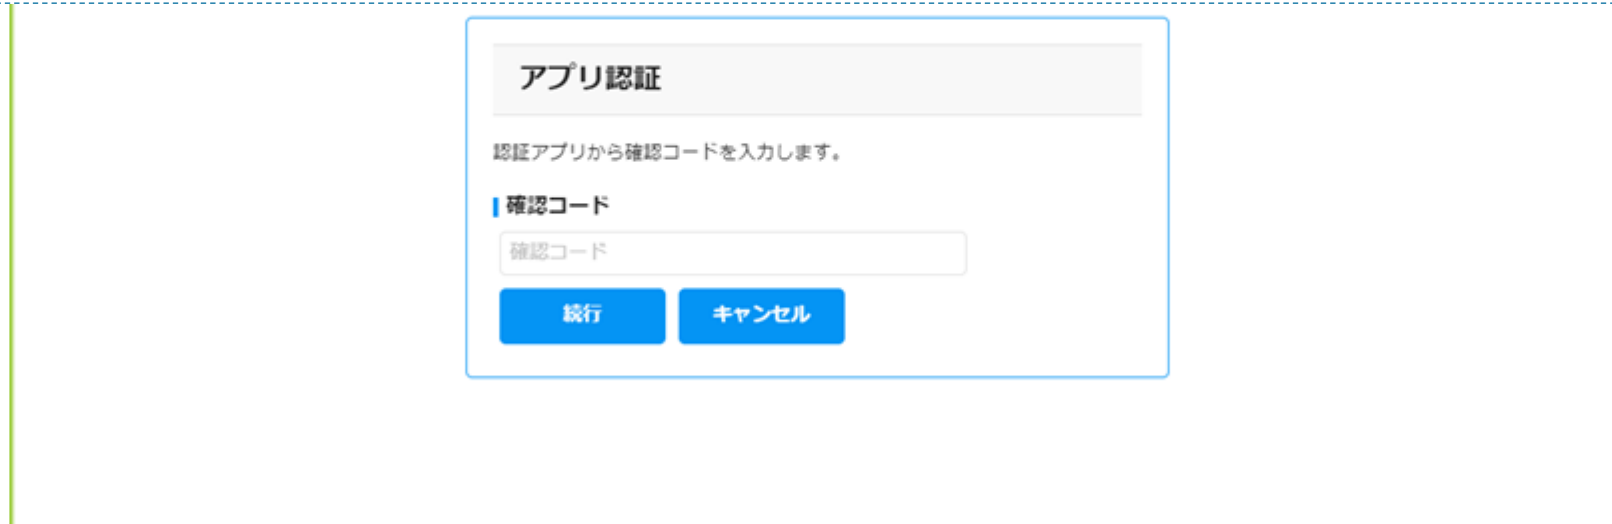 アプリ認証
認証アプリから確認コードを入力します。
確認コード
確認コード
続行 キャンセル